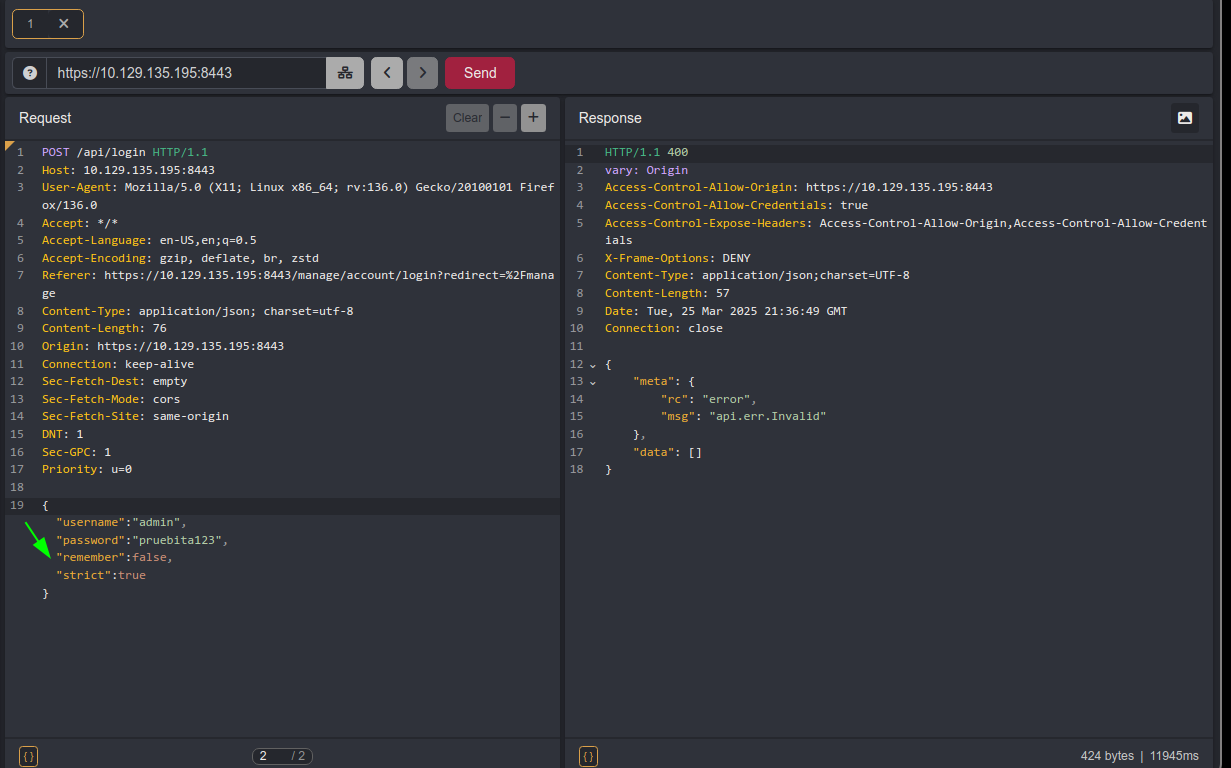 1 ×
https://10.129.135.195:8443
Send
Request
Clear
1 POST /api/login HTTP/1.1
2 Host: 10.129.135.195:8443
3 User-Agent: Mozilla/5.0 (X11; Linux x86_64; rv:136.0) Gecko/20100101 Firef
ox/136.0
4 Accept: */*
5 Accept-Language: en-US,en;q=0.5
6 Accept-Encoding: gzip, deflate, br, zstd
7 Referer: https://10.129.135.195:8443/manage/account/login?redirect=%2Fmana
ge
8 Content-Type: application/json; charset=utf-8
9 Content-Length: 76
10 Origin: https://10.129.135.195:8443
11 Connection: keep-alive
12 Sec-Fetch-Dest: empty
13 Sec-Fetch-Mode: cors
14 Sec-Fetch-Site: same-origin
15 DNT: 1
16 Sec-GPC: 1
17 Priority: u=0
18
19 {
"username":"admin",
"password":"pruebita123",
"remember":false,
"strict":true
}
{} 2 / 2
Response
1 HTTP/1.1 400
2 vary: Origin
3 Access-Control-Allow-Origin: https://10.129.135.195:8443
4 Access-Control-Allow-Credentials: true
5 Access-Control-Expose-Headers: Access-Control-Allow-Origin,Access-Control-Allow-Credent
ials
6 X-Frame-Options: DENY
7 Content-Type: application/json;charset=UTF-8
8 Content-Length: 57
9 Date: Tue, 25 Mar 2025 21:36:49 GMT
10 Connection: close
11
12 {
13 "meta": {
14 "rc": "error",
15 "msg": "api.err.Invalid"
16 },
17 "data": []
18 }
{} 424 bytes | 11945ms